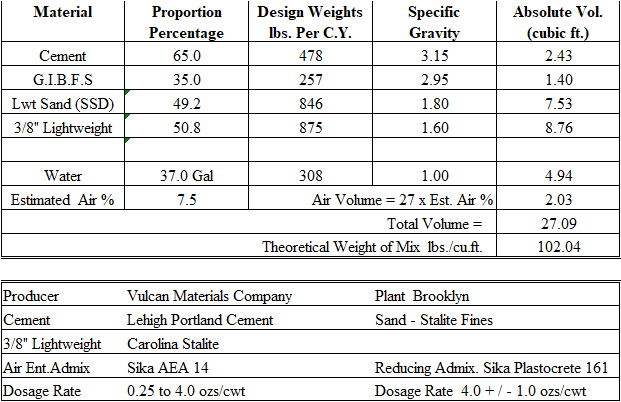 Material Proportion Design Weights Specific Absolute Vol.
Percentage lbs. Per C.Y. Gravity (cubic ft.)
Cement 65.0 478 3.15 2.43
G.I.B.F.S 35.0 257 2.95 1.40
Lwt Sand (SSD) 49.2 846 1.80 7.53
3/8" Lightweight 50.8 875 1.60 8.76
Water 37.0 Gal 308 1.00 4.94
Estimated Air % 7.5 Air Volume = 27 x Est. Air % 2.03
Total Volume = 27.09
Theoretical Weight of Mix lbs./cu.ft. 102.04
Producer Vulcan Materials Company Plant Brooklyn
Cement Lehigh Portland Cement Sand - Stalite Fines
3/8" Lightweight Carolina Stalite
Air Ent.Admix Sika AEA 14 Reducing Admix. Sika Plastocrete 161
Dosage Rate 0.25 to 4.0 ozs/cwt Dosage Rate 4.0 + / - 1.0 ozs/cwt